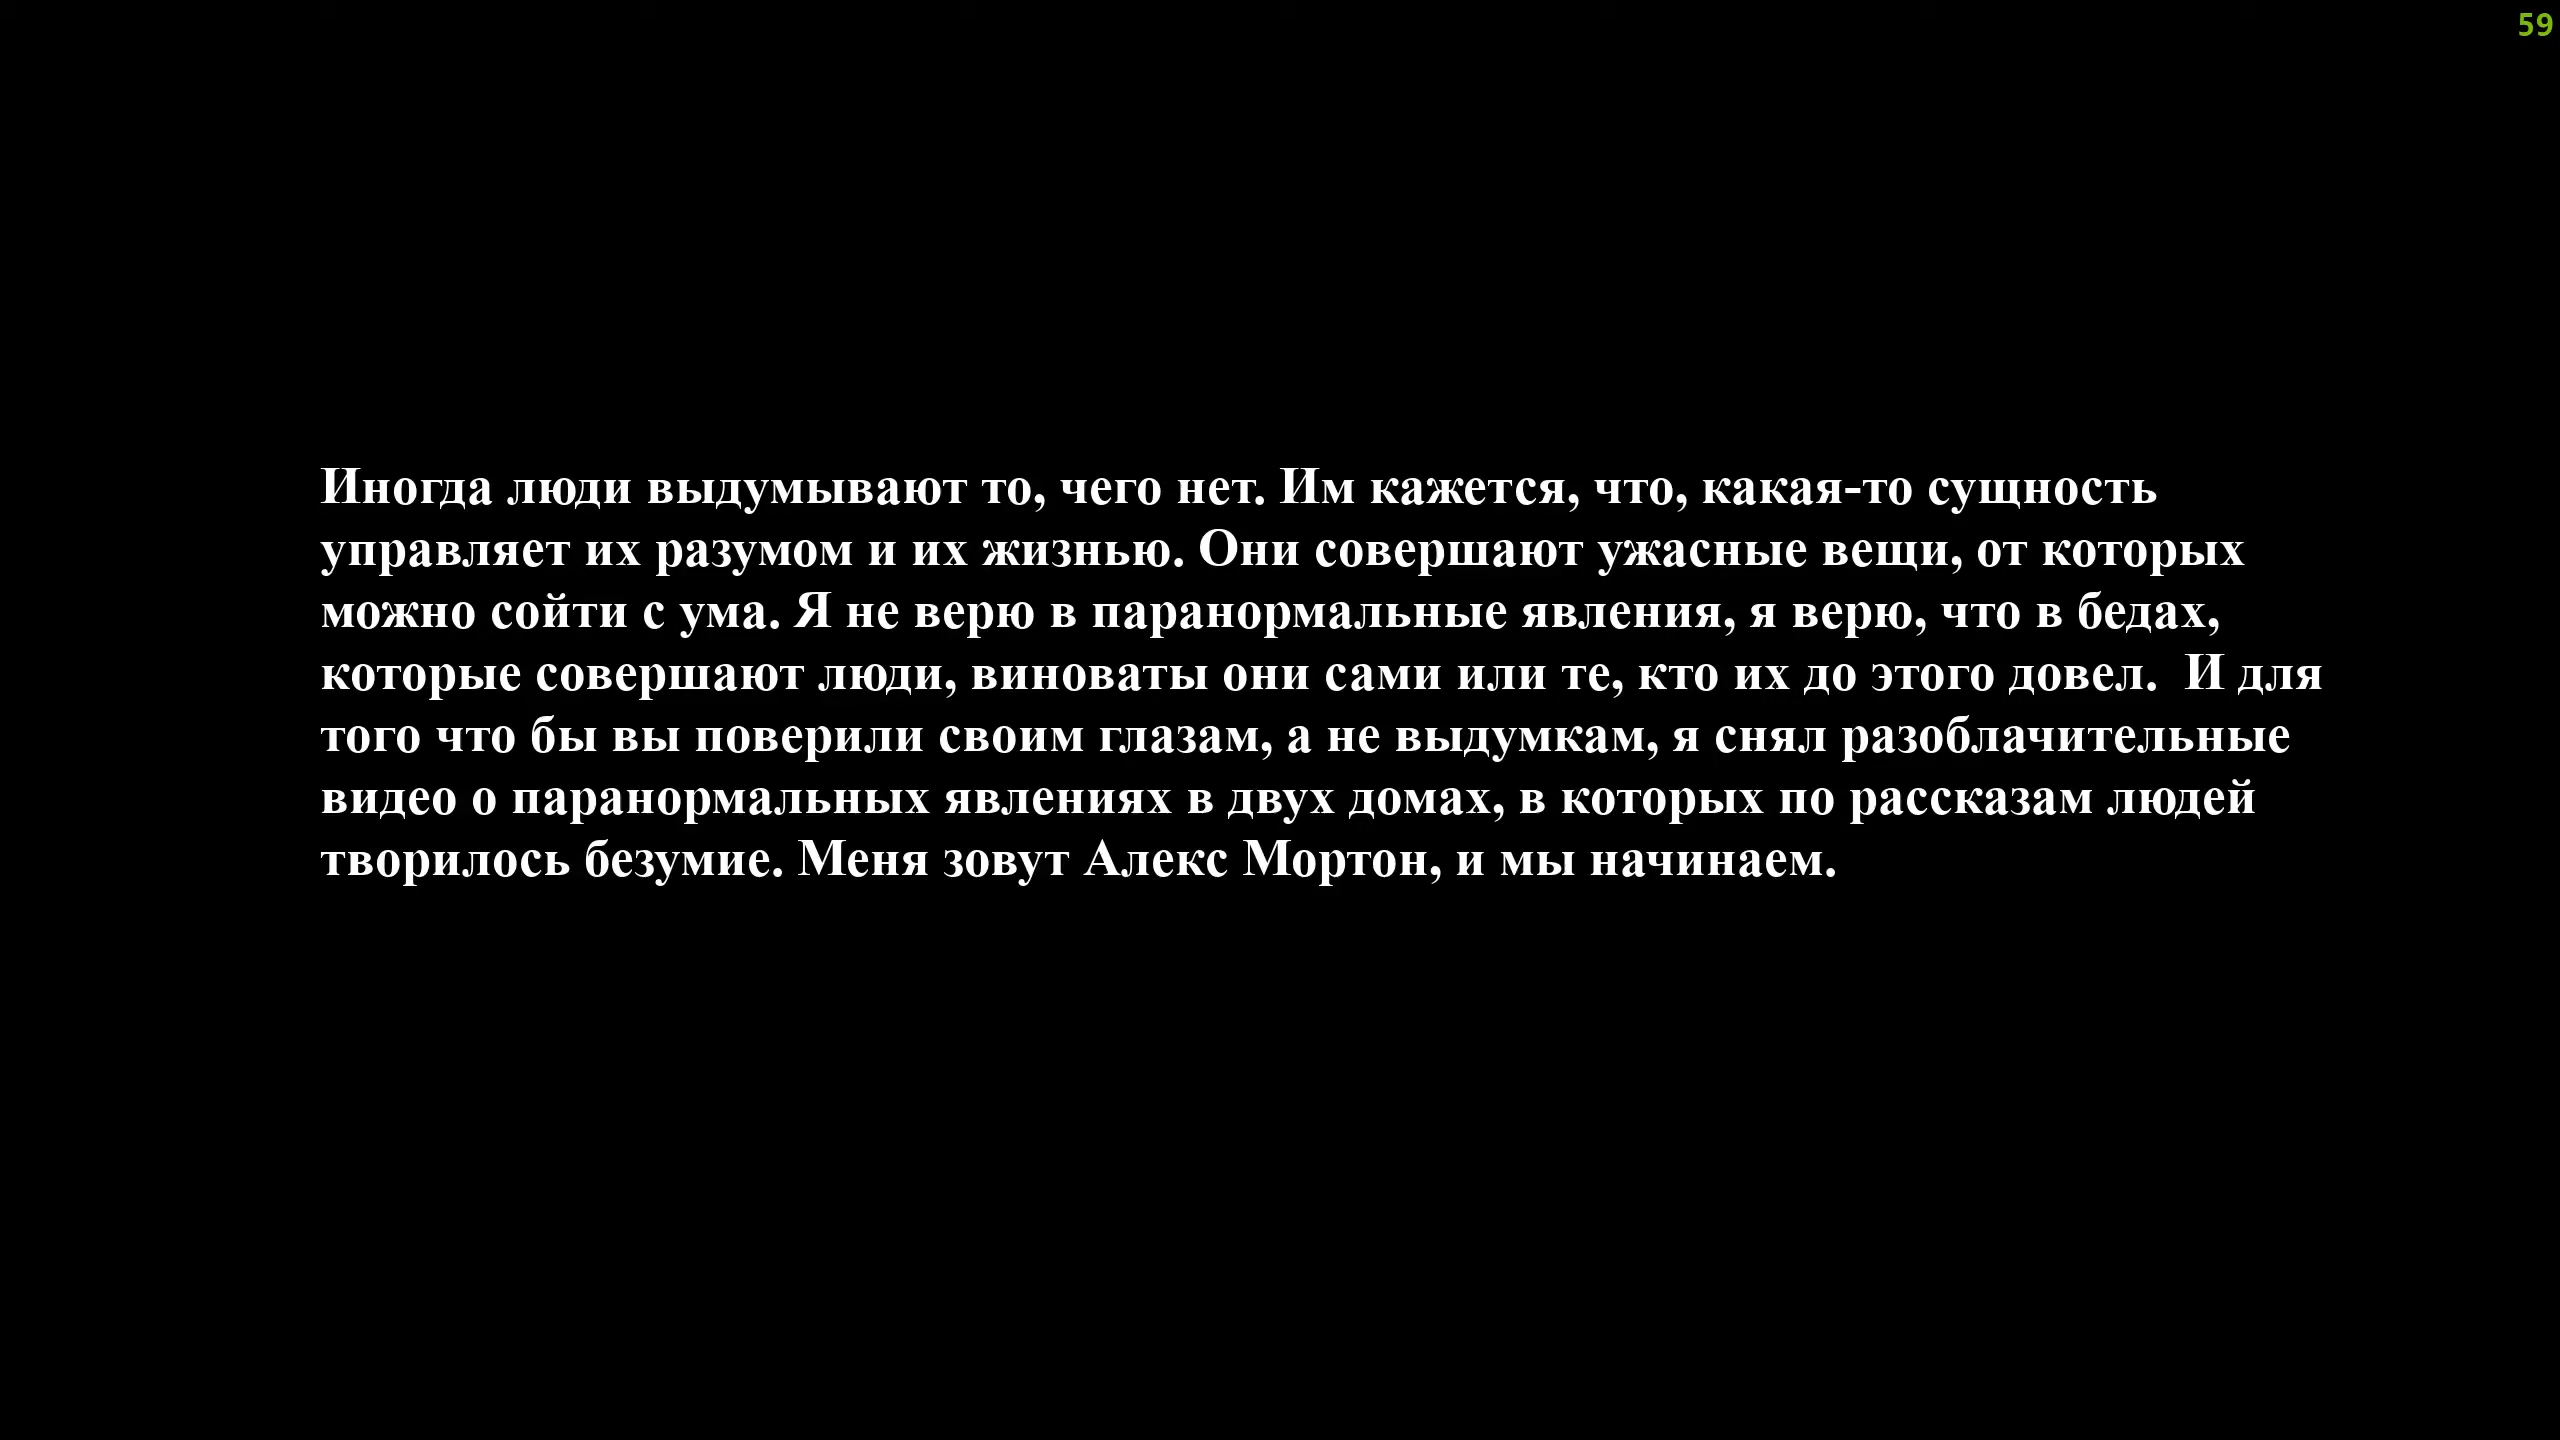 59
Иногда люди выдумывают то, чего нет. Им кажется, что, какая-то сущность
управляет их разумом и их жизнью. Они совершают ужасные вещи, от которых
можно сойти с ума. Я не верю в паранормальные явления, я верю, что в бедах,
которые совершают люди, виноваты они сами или те, кто их до этого довел.  И для
того что бы вы поверили своим глазам, а не выдумкам, я снял разоблачительные
видео о паранормальных явлениях в двух домах, в которых по рассказам людей
творилось безумие. Меня зовут Алекс Мортон, и мы начинаем.